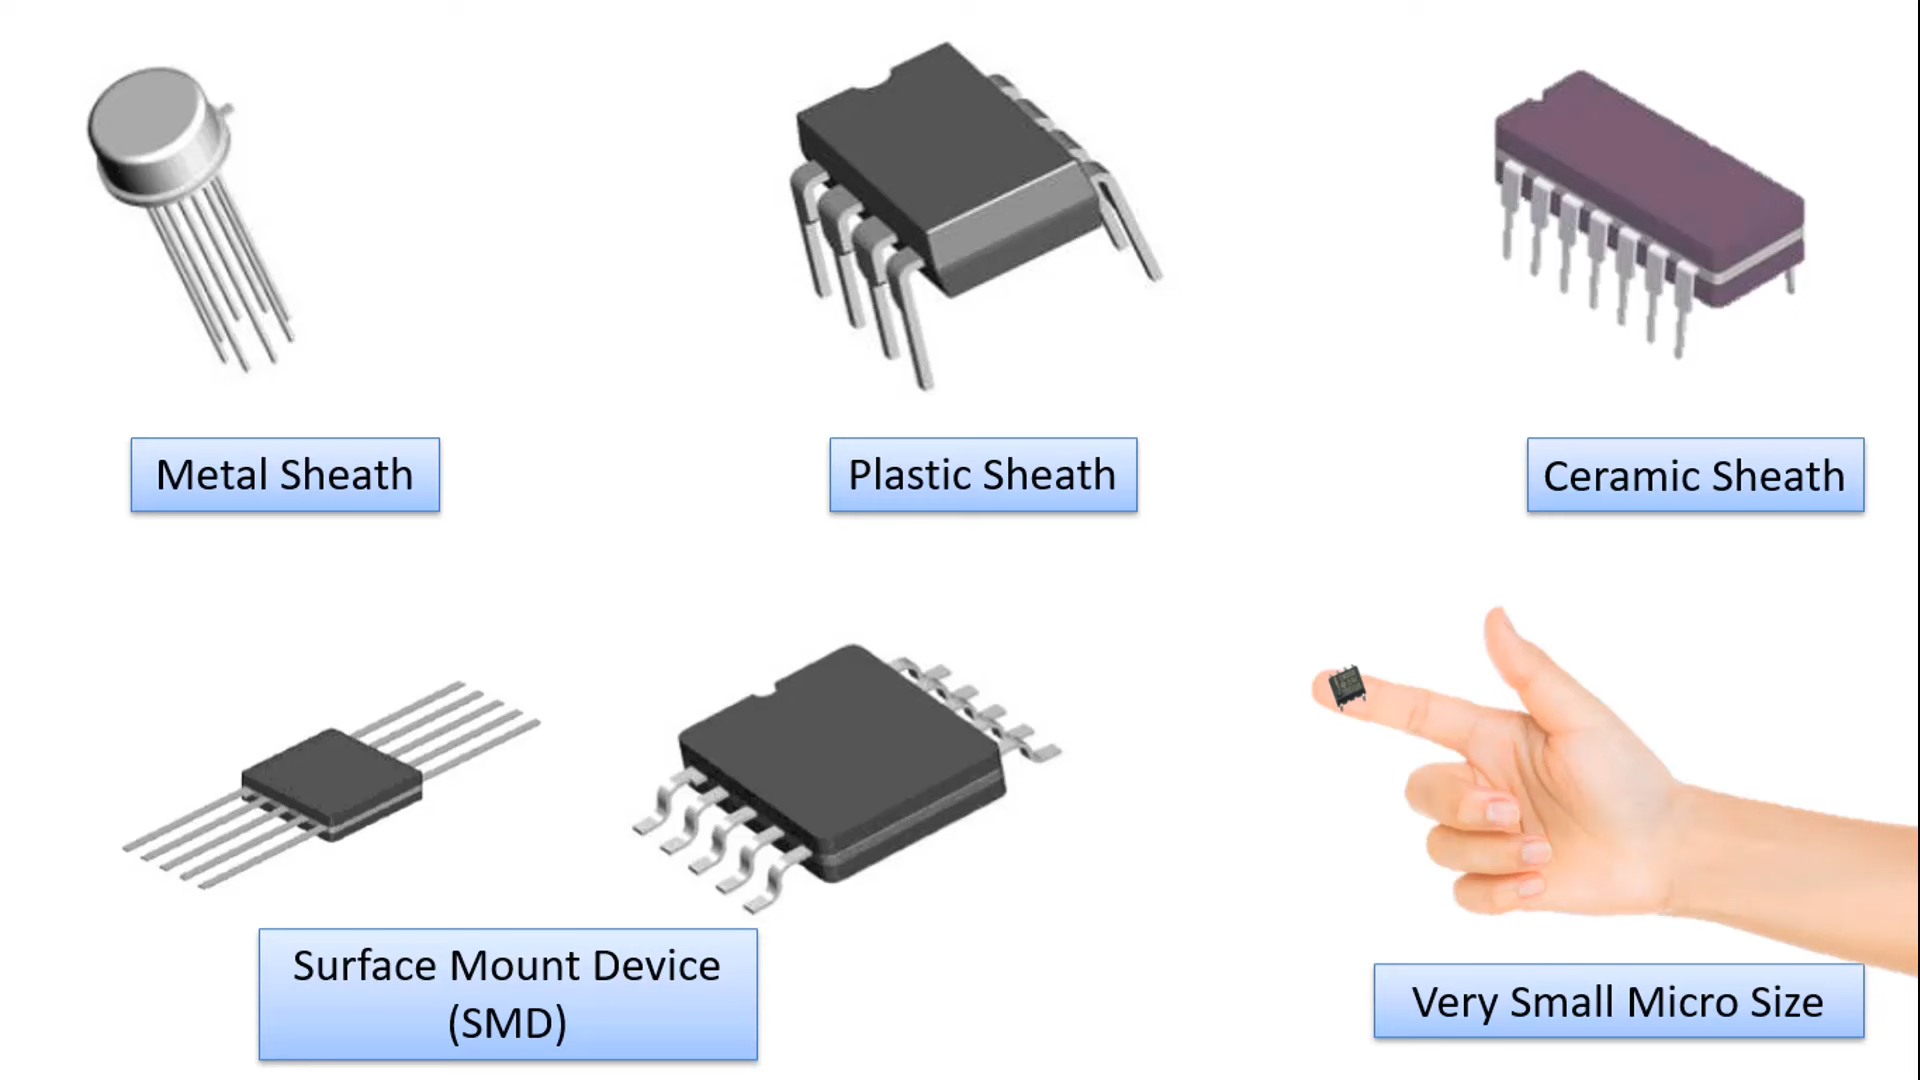 Metal Sheath
Plastic Sheath
Ceramic Sheath
Surface Mount Device
(SMD)
Very Small Micro Size